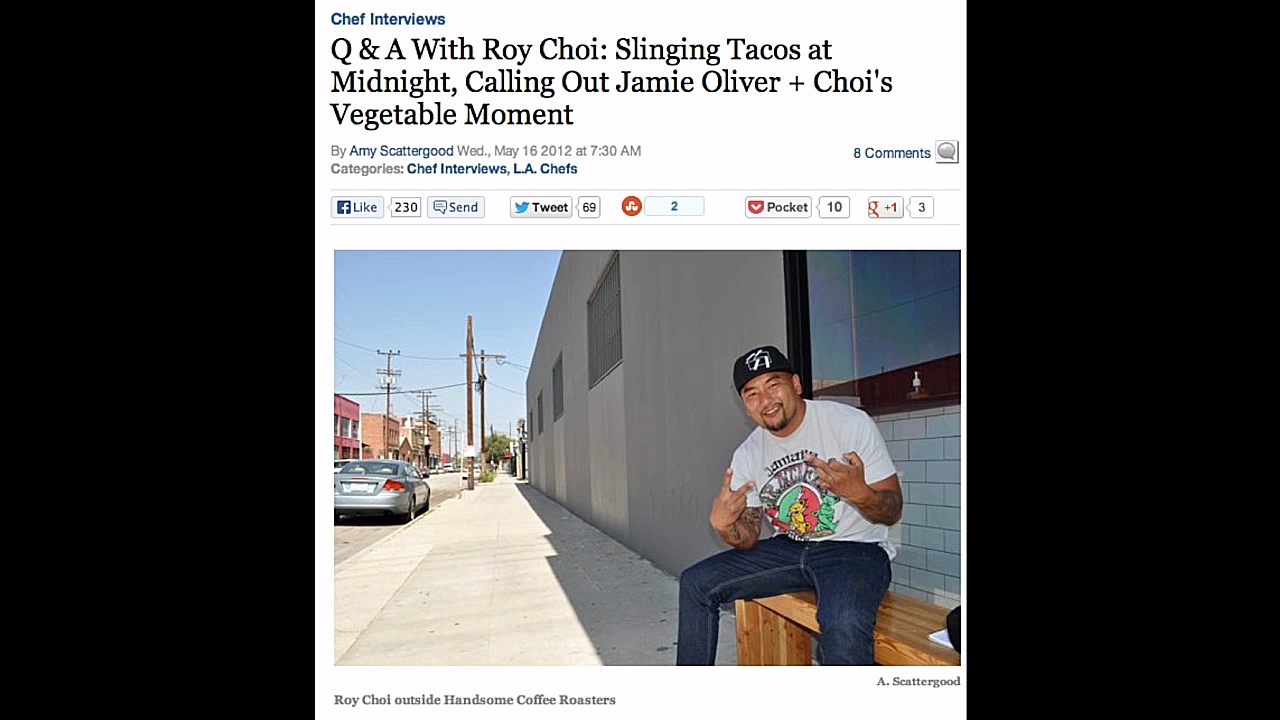 Chef Interviews
Q & A With Roy Choi: Slinging Tacos at
Midnight, Calling Out Jamie Oliver + Choi's
Vegetable Moment
By Amy Scattergood Wed., May 16 2012 at 7:30 AM
8 Comments
Categories: Chef Interviews, L.A. Chefs
Like 230 Send Tweet 69 2 Pocket 10 +1 3
A. Scattergood
Roy Choi outside Handsome Coffee Roasters